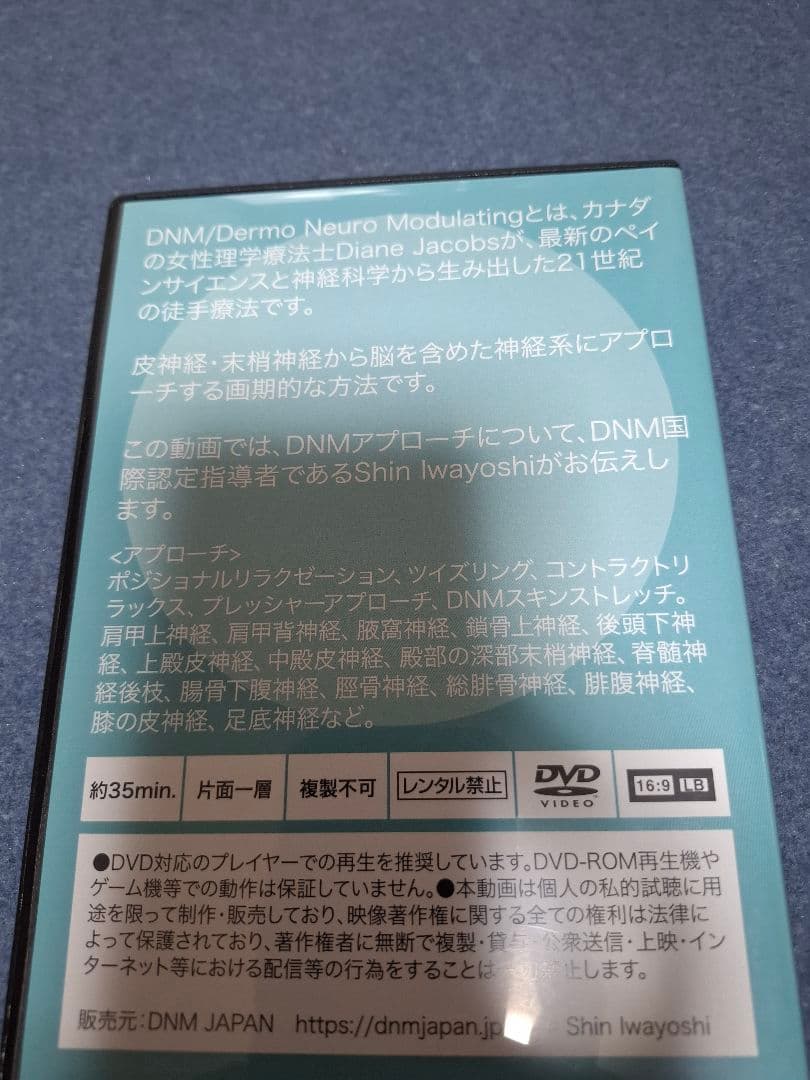 DNM/Dermo Neuro Modulatingとは、カナダ
の女性理学療法士Diane Jacobsが、最新のペイ
ンサイエンスと神経科学から生み出した21世紀
の徒手療法です。
皮神経・末梢神経から脳を含めた神経系にアプロ
ーチする画期的な方法です。
この動画では、DNMアプローチについて、DNM国
際認定指導者であるShin Iwayoshiがお伝えし
ます。
<アプローチ>
ポジショナルリラクゼーション、ツイズリング、コントラクトリ
ラックス、プレッシャーアプローチ、DNMスキンストレッチ。
肩甲上神経、肩甲背神経、腋窩神経、鎖骨上神経、後頭下神
経、上殿皮神経、中殿皮神経、殿部の深部末梢神経、脊髄神
経後枝、腸骨下腹神経、脛骨神経、総腓骨神経、腓腹神経、
膝の皮神経、足底神経など。
約35min. 片面一層 複製不可 レンタル禁止 DVD VIDEO 16:9 LB
●DVD対応のプレイヤーでの再生を推奨しています。DVD-ROM再生機や
ゲーム機等での動作は保証していません。●本動画は個人の私的試聴に用
途を限って制作・販売しており、映像著作権に関する全ての権利は法律に
よって保護されており、著作権者に無断で複製・貸与・公衆送信・上映・イン
ターネット等における配信等の行為をすることは一切禁止します。
販売元：DNM JAPAN https://dnmjapan.jp Shin Iwayoshi